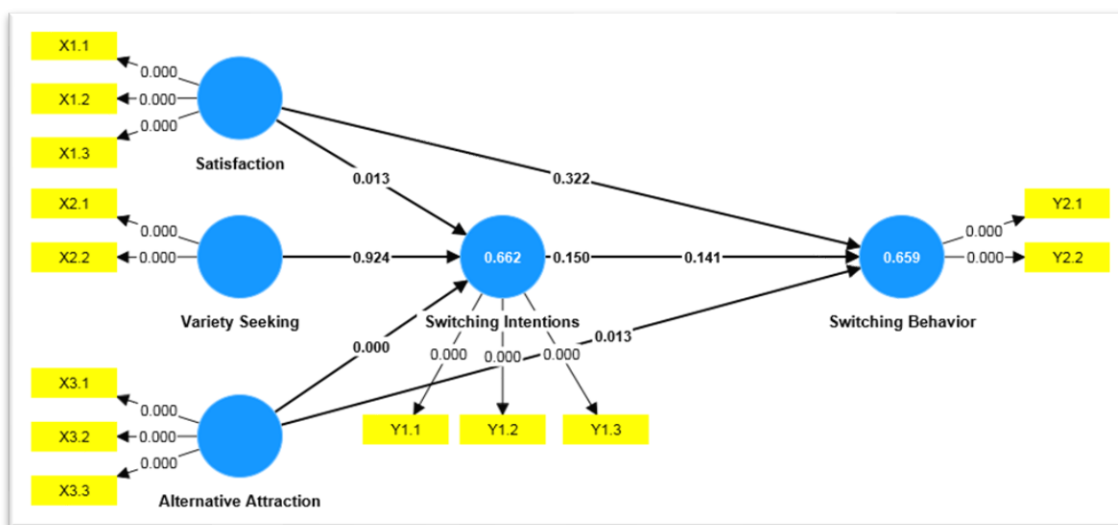 X1.1
0.000
X1.2
0.000
X1.3
0.000
Satisfaction
0.013
0.322
X2.1
0.000
X2.2
0.000
Variety Seeking
0.924
0.662
Switching Intentions
0.150
0.141
0.659
Switching Behavior
Y2.1
0.000
Y2.2
0.000
0.000
0.013
0.000
0.000
0.000
Y1.1
Y1.2
Y1.3
X3.1
0.000
X3.2
0.000
X3.3
0.000
Alternative Attraction